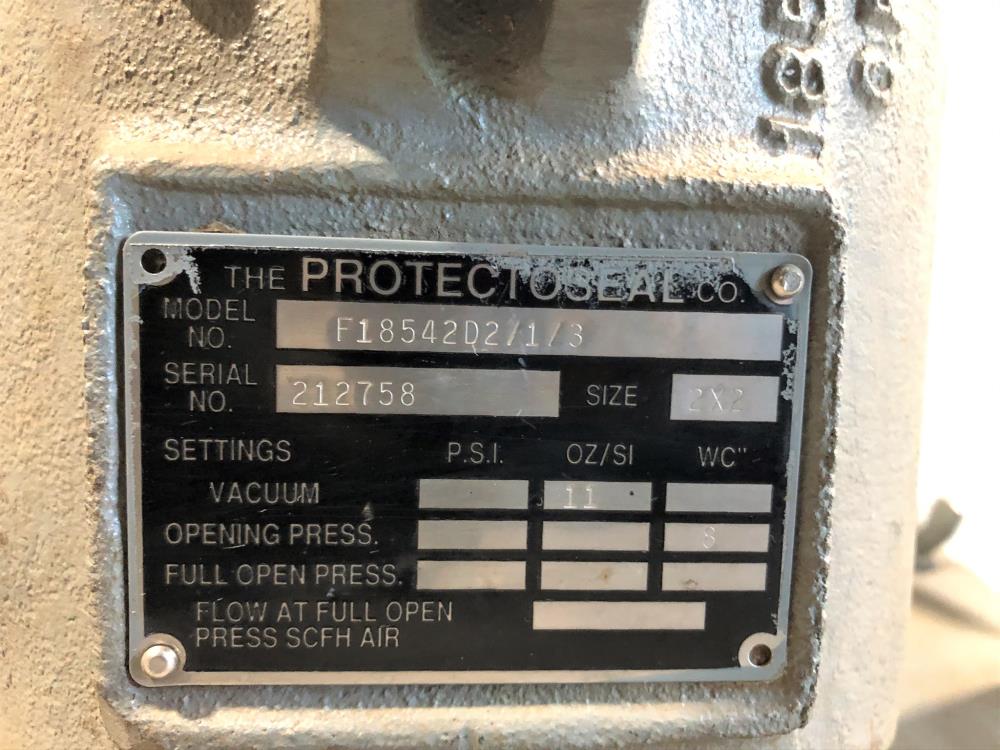 THE PROTECTOSEAL CO.
MODEL NO. F18542D2/1/3
SERIAL NO. 212758 SIZE 2X2
SETTINGS P.S.I. OZ/SI WC"
VACUUM 11
OPENING PRESS. 8
FULL OPEN PRESS.
FLOW AT FULL OPEN
PRESS SCFH AIR